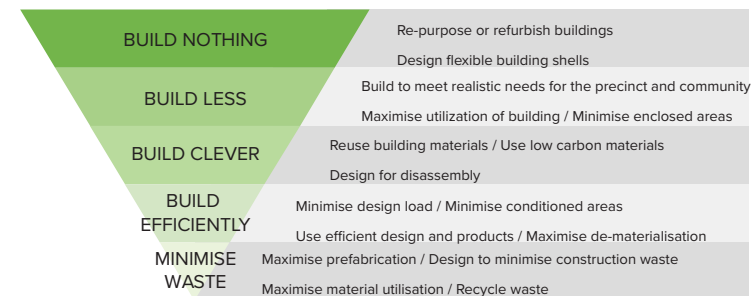 BUILD NOTHING
Re-purpose or refurbish buildings
Design flexible building shells
BUILD LESS
Build to meet realistic needs for the precinct and community
Maximise utilization of building / Minimise enclosed areas
BUILD CLEVER
Reuse building materials / Use low carbon materials
Design for disassembly
BUILD
EFFICIENTLY
Minimise design load / Minimise conditioned areas
Use efficient design and products / Maximise de-materialisation
MINIMISE
WASTE
Maximise prefabrication / Design to minimise construction waste
Maximise material utilisation / Recycle waste